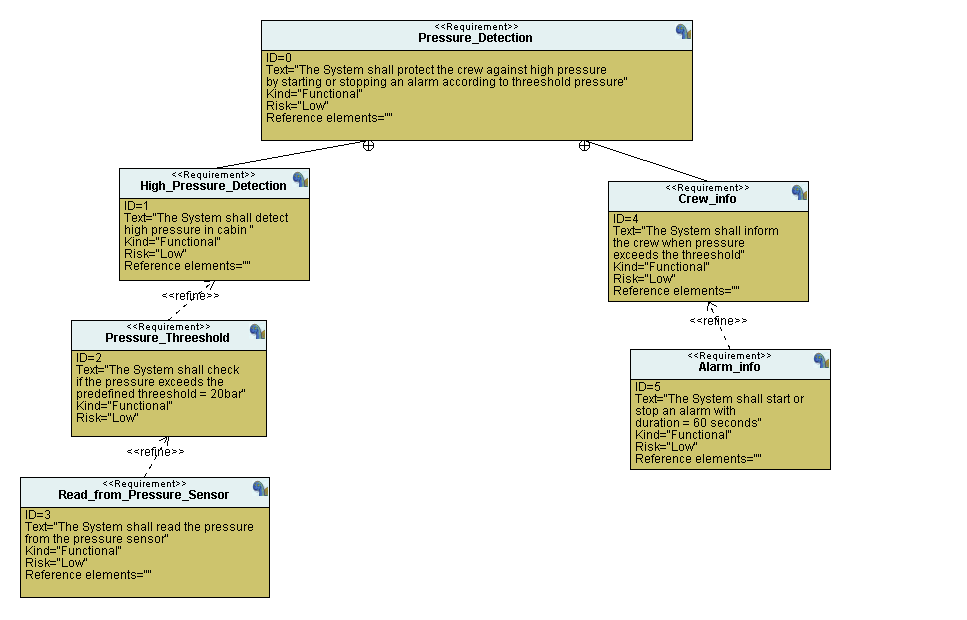 <<Requirement>>
Pressure_Detection
ID=0
Text="The System shall protect the crew against high pressure
by starting or stopping an alarm according to threeshold pressure"
Kind="Functional"
Risk="Low"
Reference elements=""
<<Requirement>>
High_Pressure_Detection
ID=1
Text="The System shall detect
high pressure in cabin "
Kind="Functional"
Risk="Low"
Reference elements=""
<<refine>>
<<Requirement>>
Pressure_Threeshold
ID=2
Text="The System shall check
if the pressure exceeds the
predefined threeshold = 20bar"
Kind="Functional"
Risk="Low"
<<refine>>
<<Requirement>>
Read_from_Pressure_Sensor
ID=3
Text="The System shall read the pressure
from the pressure sensor"
Kind="Functional"
Risk="Low"
Reference elements=""
<<Requirement>>
Crew_info
ID=4
Text="The System shall inform
the crew when pressure
exceeds the threeshold"
Kind="Functional"
Risk="Low"
Reference elements=""
<<refine>>
<<Requirement>>
Alarm_info
ID=5
Text="The System shall start or
stop an alarm with
duration = 60 seconds"
Kind="Functional"
Risk="Low"
Reference elements=""